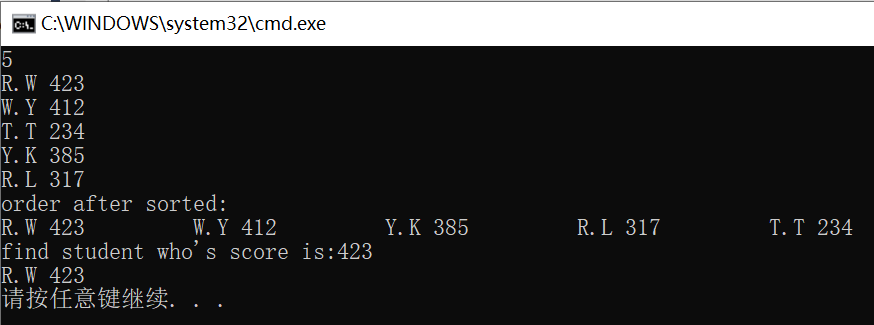 C:\WINDOWS\system32\cmd.exe
5
R.W 423
W.Y 412
T.T 234
Y.K 385
R.L 317
order after sorted:
R.W 423 W.Y 412 Y.K 385 R.L 317 T.T 234
find student who's score is:423
R.W 423
请按任意键继续. . .